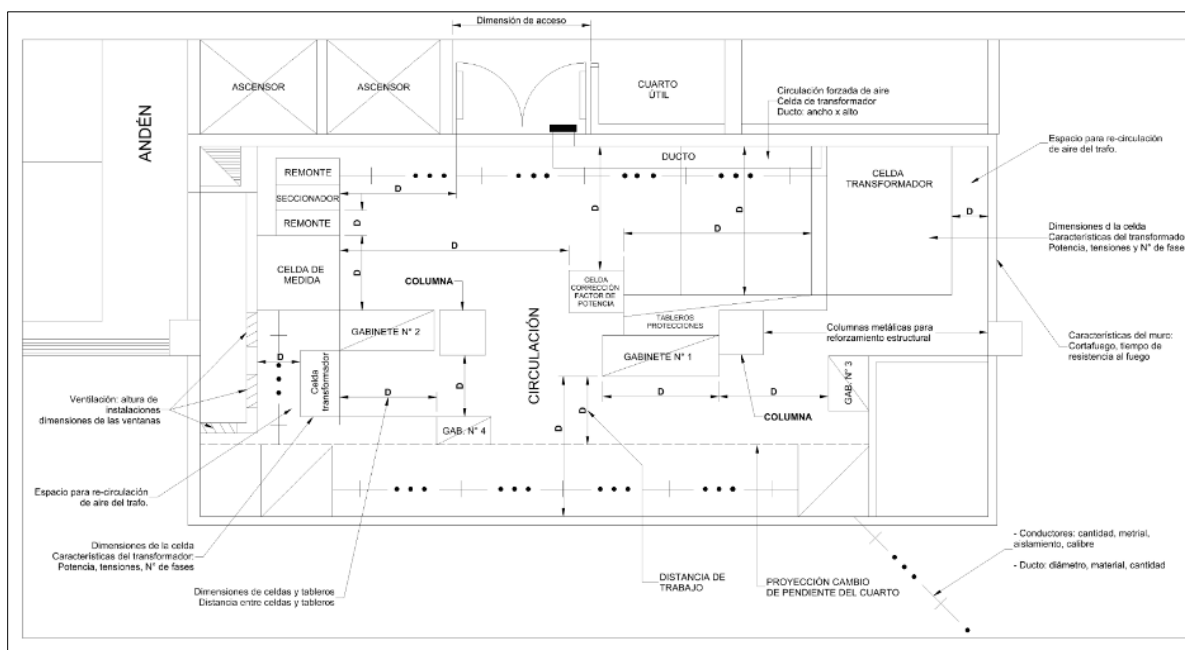 Dimensión de acceso
ASCENSOR
ASCENSOR
CUARTO
ÚTIL
Circulación forzada de aire
Celda de transformador
Ducto: ancho x alto
ANDÉN
Espacio para re-circulación
de aire del trafo.
DUCTO
REMONTE
SECCIONADOR
REMONTE
CELDA
TRANSFORMADOR
D
D
D
D
D
D
D
D
Dimensiones d la celda
Características del transformado
Potencia, tensiones y N° de fase
CELDA DE
MEDIDA
COLUMNA
CELDA
CORRECCIÓN
FACTOR DE
POTENCIA
TABLEROS
PROTECCIONES
GABINETE N° 2
CIRCULACIÓN
GABINETE N° 1
Columnas metálicas para
reforzamiento estructural
Características del muro:
Cortafuego, tiempo de
resistencia al fuego
D
Celda
transformador
D
D
D
D
D
D
GAB. N° 3
COLUMNA
GAB. N° 4
Ventilación: altura de
instalaciones
dimensiones de las ventanas
Espacio para re-circulación
de aire del trafo.
Dimensiones de la celda
Características del transformador:
Potencia, tensiones, N° de fases
Dimensiones de celdas y tableros
Distancia entre celdas y tableros
DISTANCIA DE
TRABAJO
PROYECCIÓN CAMBIO
DE PENDIENTE DEL CUARTO
- Conductores: cantidad, metrial,
aislamiento, calibre
- Ducto: diámetro, material, cantidad